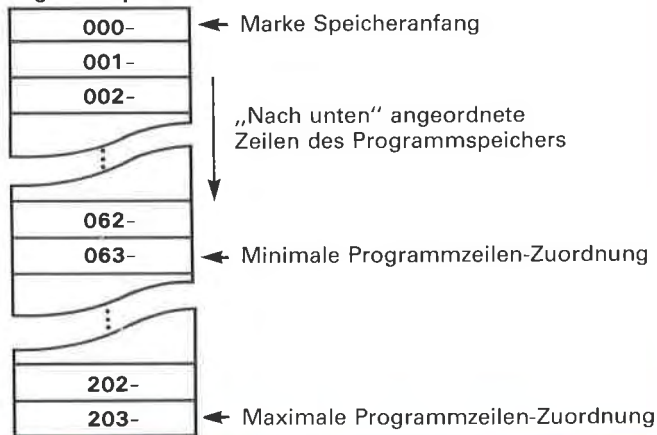 000-
Marke Speicheranfang
001-
002-
„Nach unten“ angeordnete
Zeilen des Programmspeichers
062-
063-
Minimale Programmzeilen-Zuordnung
202-
203-
Maximale Programmzeilen-Zuordnung